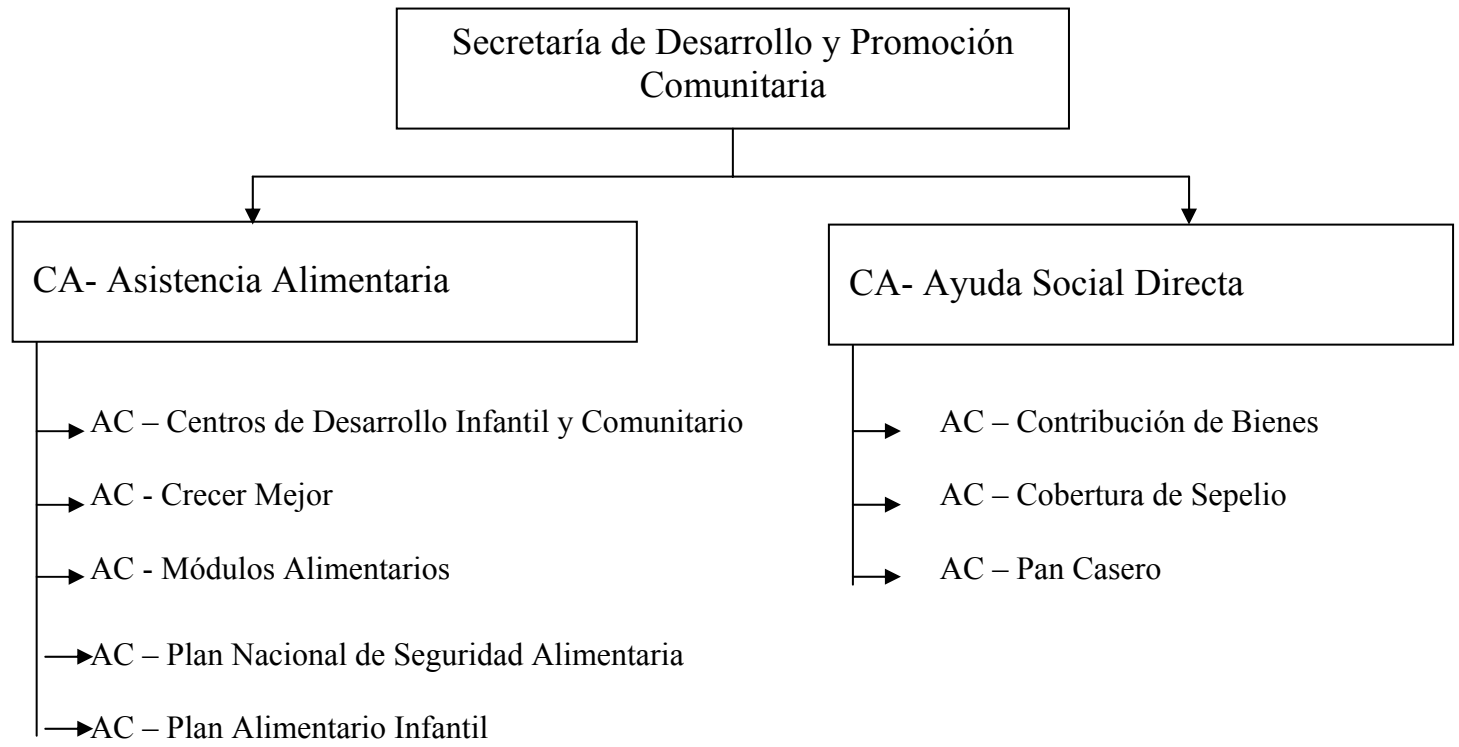 Secretaría de Desarrollo y Promoción
Comunitaria
CA- Asistencia Alimentaria
AC – Centros de Desarrollo Infantil y Comunitario
AC - Crecer Mejor
AC - Módulos Alimentarios
AC – Plan Nacional de Seguridad Alimentaria
AC – Plan Alimentario Infantil
CA- Ayuda Social Directa
AC – Contribución de Bienes
AC – Cobertura de Sepelio
AC – Pan Casero